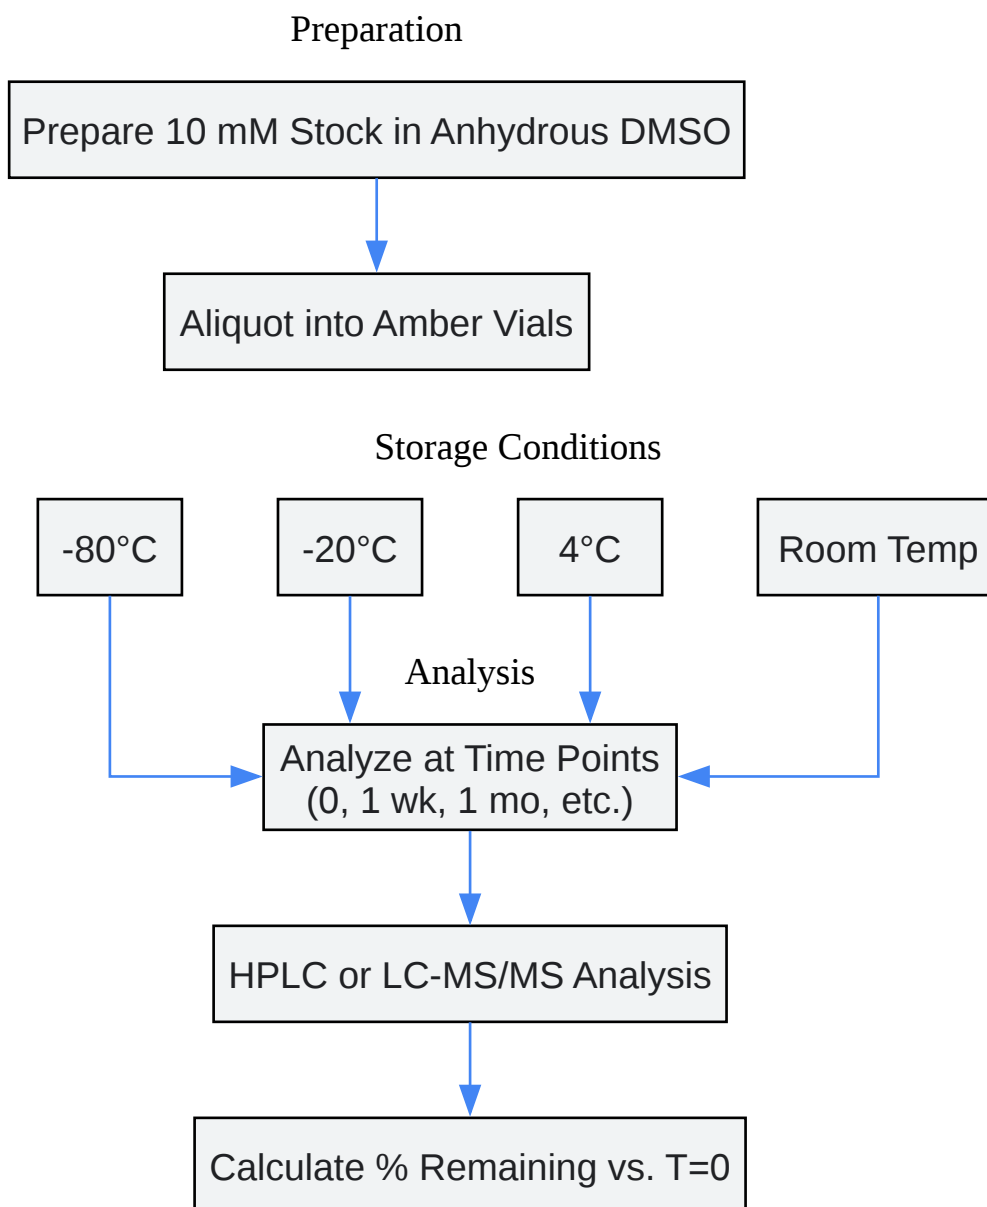 Preparation
Prepare 10 mM Stock in Anhydrous DMSO
Aliquot into Amber Vials
Storage Conditions
-80°C
-20°C
4°C
Room Temp
Analysis
Analyze at Time Points
(0, 1 wk, 1 mo, etc.)
HPLC or LC-MS/MS Analysis
Calculate % Remaining vs. T=0